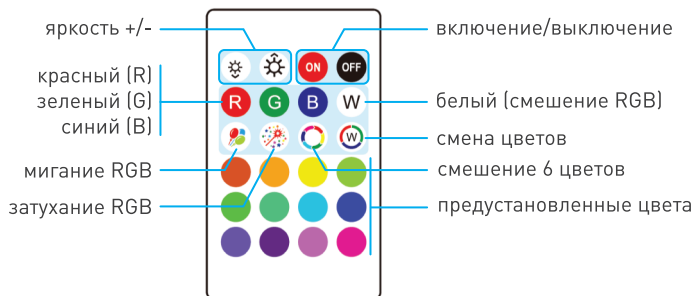 яркость +/-
включение/выключение
ON
OFF
красный (R)
зеленый (G)
синий (B)
R
G
B
W
белый (смешение RGB)
W
смена цветов
мигание RGB
смешение 6 цветов
затухание RGB
предустановленные цвета